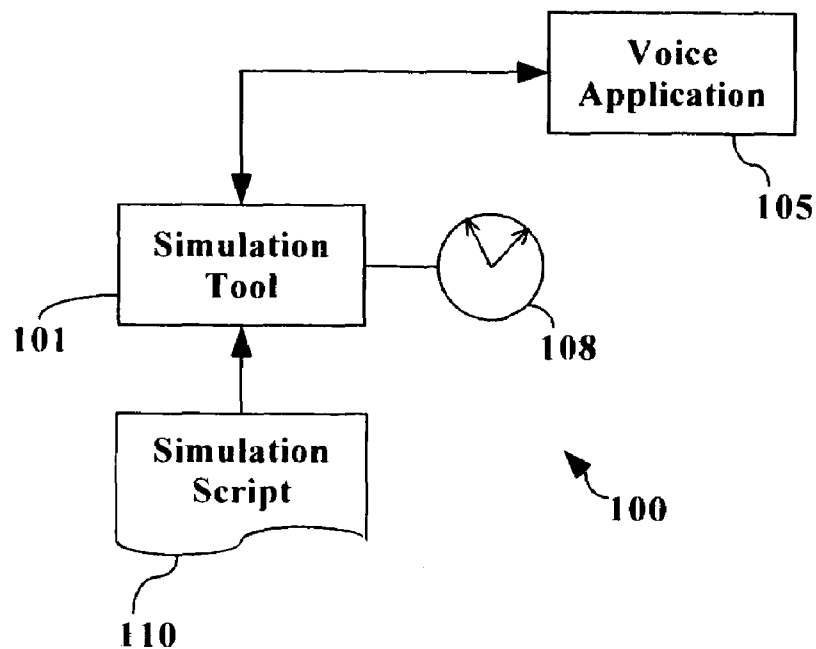 Voice
Application
105
Simulation
Tool
101
108
Simulation
Script
100
110